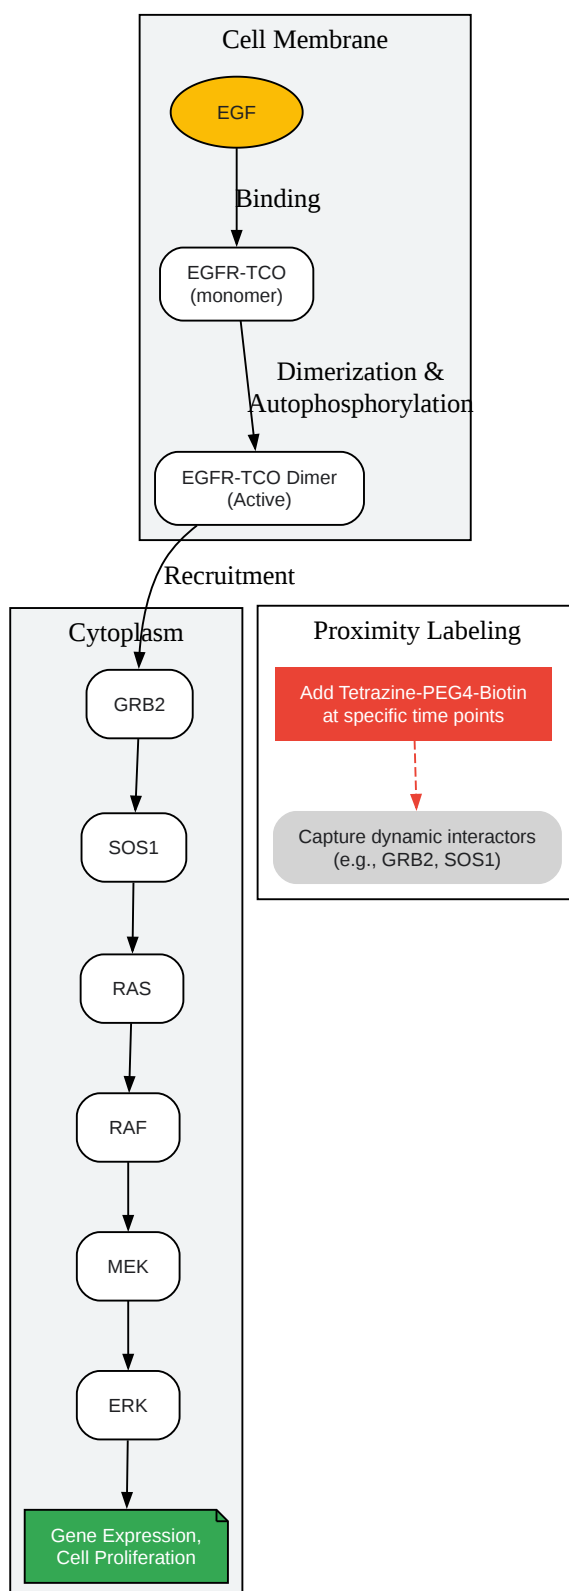 Cell Membrane
EGF
Binding
EGFR-TCO
(monomer)
Dimerization &
Autophosphorylation
EGFR-TCO Dimer
(Active)
Recruitment
Cytoplasm
GRB2
SOS1
RAS
RAF
MEK
ERK
Gene Expression,
Cell Proliferation
Proximity Labeling
Add Tetrazine-PEG4-Biotin
at specific time points
Capture dynamic interactors
(e.g., GRB2, SOS1)